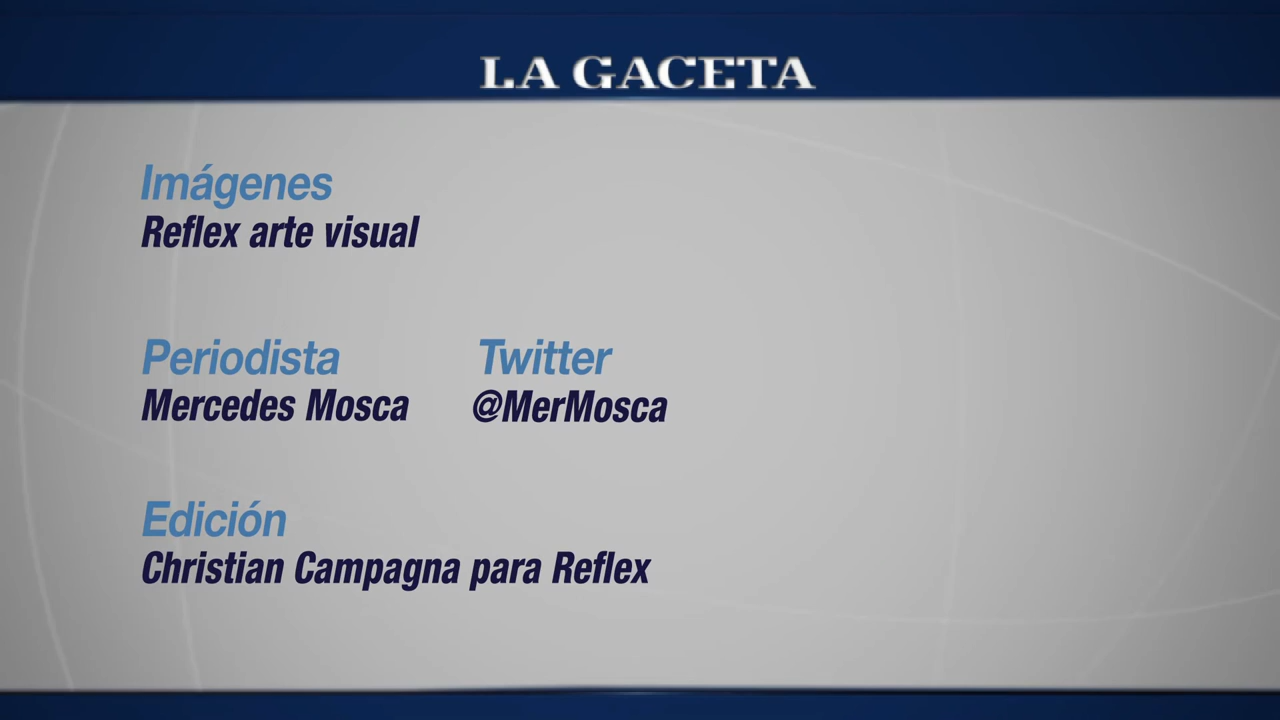 LA GACETA
Imágenes
Reflex arte visual
Periodista
Mercedes Mosca
Twitter
@MerMosca
Edición
Christian Campagna para Reflex